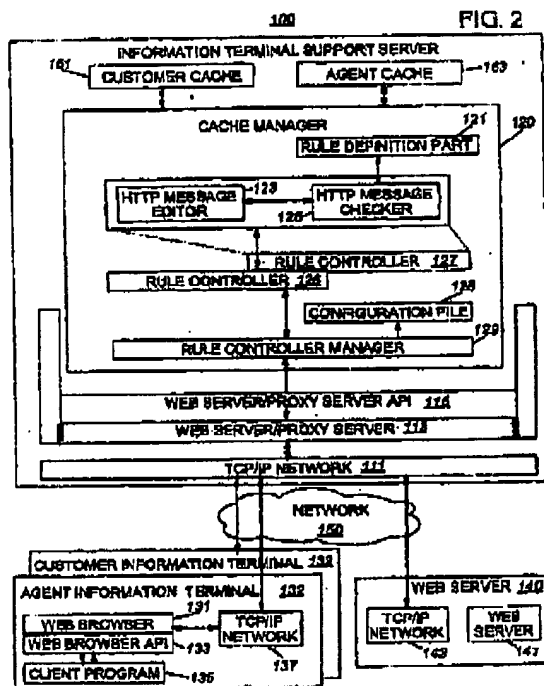 100
FIG. 2
INFORMATION TERMINAL SUPPORT SERVER
161
CUSTOMER CACHE
AGENT CACHE
163
CACHE MANAGER
121
120
RULE DEFINITION PART
123
HTTP MESSAGE
EDITOR
HTTP MESSAGE
CHECKER
125
RULE CONTROLLER 127
RULE CONTROLLER
CONFIGURATION FILE
129
RULE CONTROLLER MANAGER
WEB SERVER/PROXY SERVER API
WEB SERVER/PROXY SERVER
TCP/IP NETWORK 111
NETWORK
150
CUSTOMER INFORMATION TERMINAL
AGENT INFORMATION TERMINAL 132
WEB BROWSER
131
WEB BROWSER API
133
CLIENT PROGRAM
135
TCP/IP
NETWORK
137
WEB SERVER 140
TCP/IP
NETWORK
WEB
SERVER